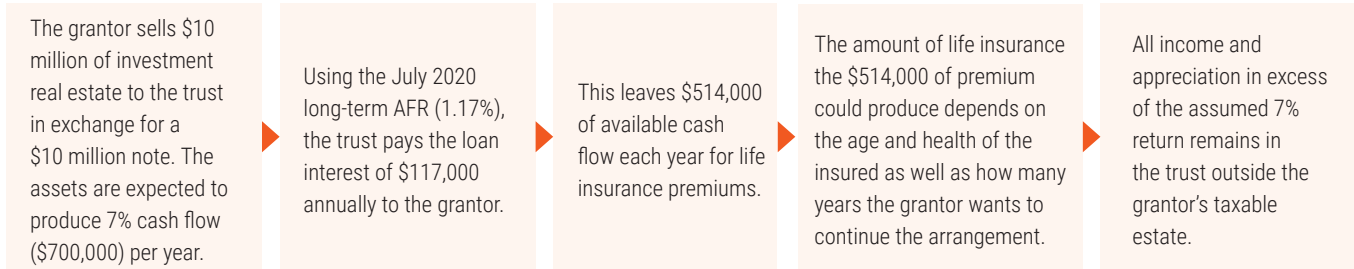 The grantor sells $10
million of investment
real estate to the trust
in exchange for a
$10 million note. The
assets are expected to
produce 7% cash flow
($700,000) per year.
Using the July 2020
long-term AFR (1.17%),
the trust pays the loan
interest of $117,000
annually to the grantor.
This leaves $514,000
of available cash
flow each year for life
insurance premiums.
The amount of life insurance
the $514,000 of premium
could produce depends on
the age and health of the
insured as well as how many
years the grantor wants to
continue the arrangement.
All income and
appreciation in excess
of the assumed 7%
return remains in
the trust outside the
grantor’s taxable
estate.